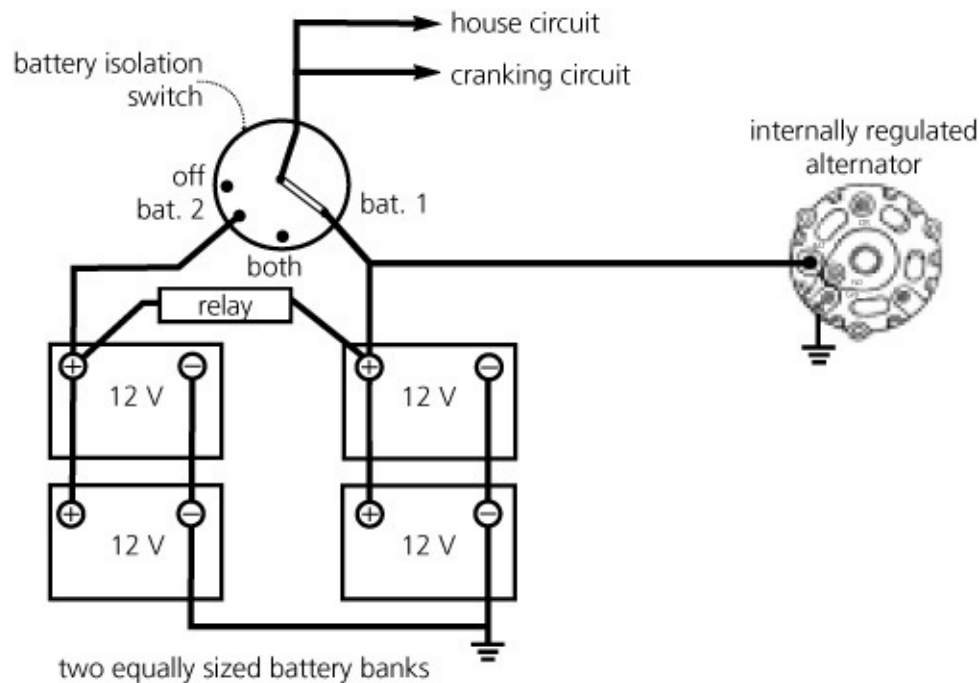 house circuit
battery isolation
switch
cranking circuit
internally regulated
alternator
off
bat. 2
bat. 1
both
relay
+
−
12 V
+
−
12 V
+
−
12 V
+
−
12 V
two equally sized battery banks